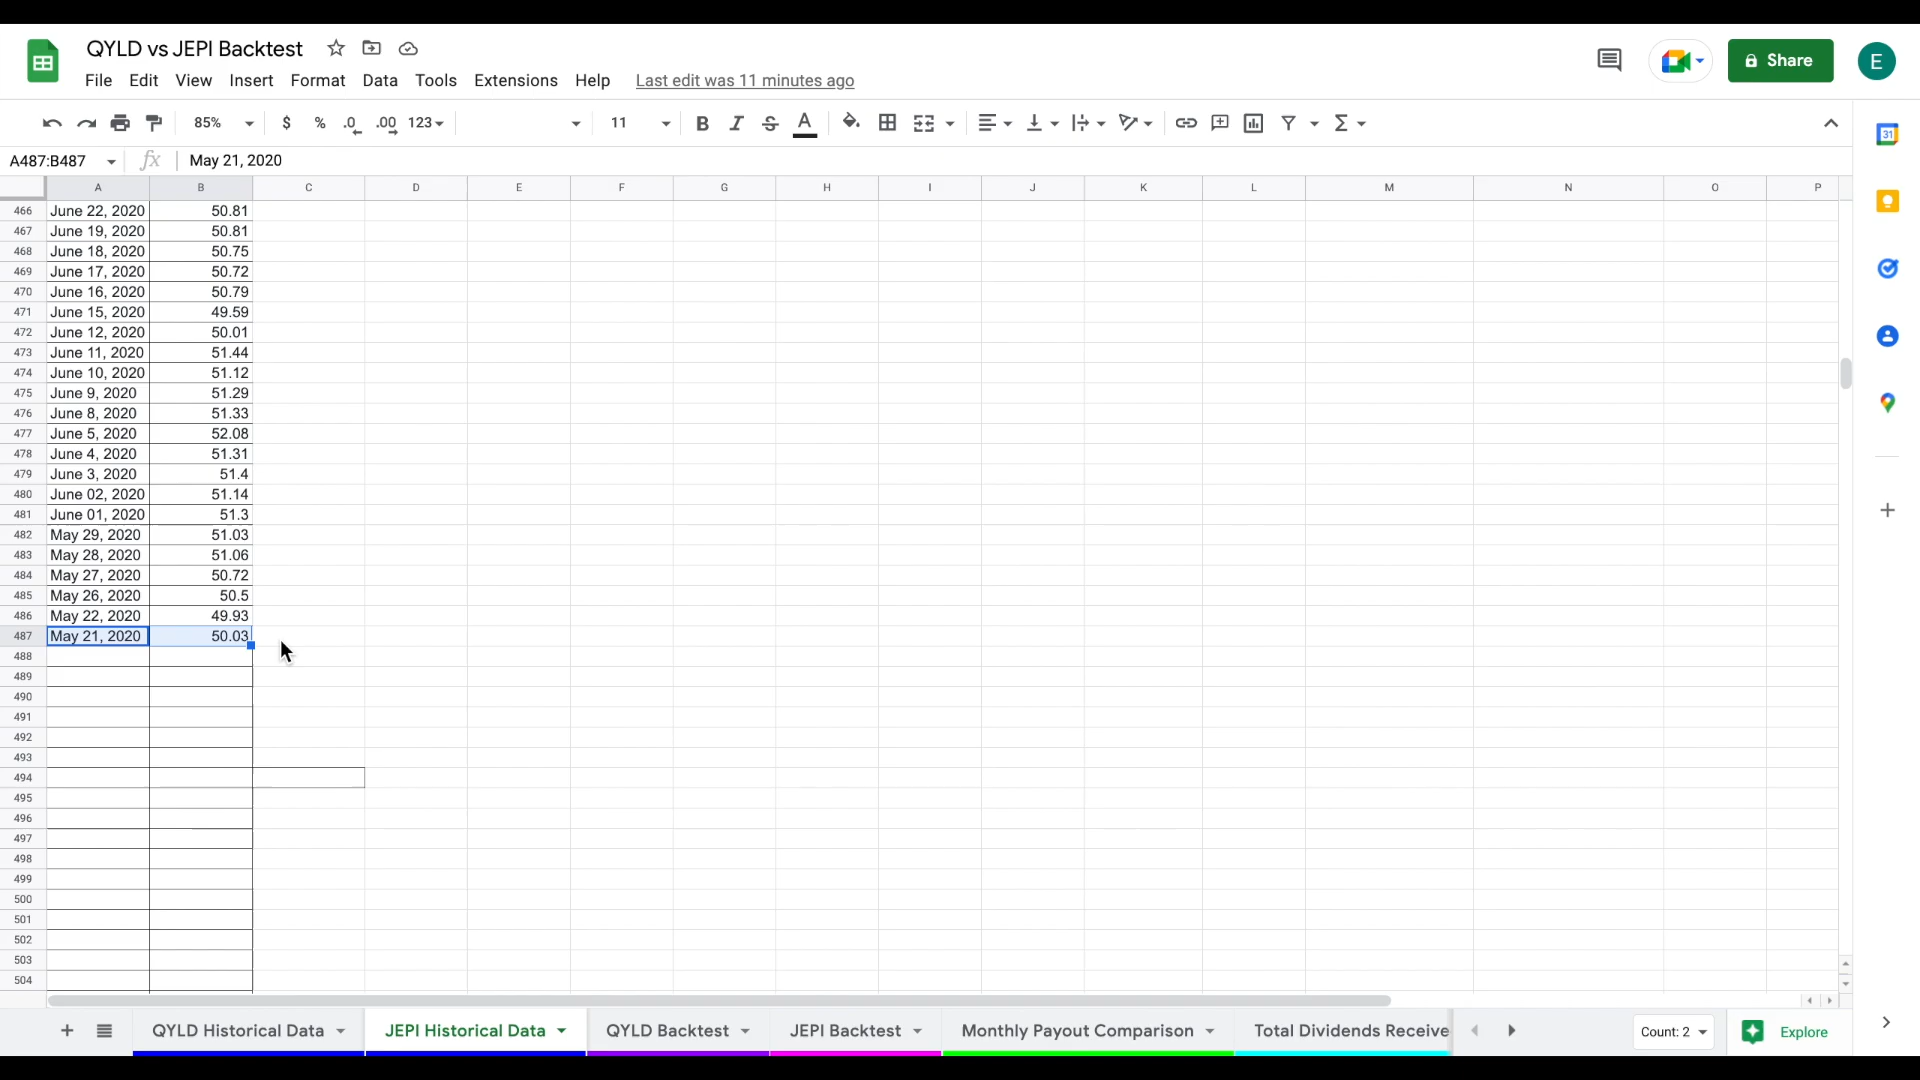 QYLD vs JEPI Backtest
File Edit View Insert Format Data Tools Extensions Help Last edit was 11 minutes ago
Share
E
85% $ % .0 .00 123 11 B I S A
31
A487:B487 fx May 21, 2020
A B C D E F G H I J K L M N O P
466 June 22, 2020 50.81
467 June 19, 2020 50.81
468 June 18, 2020 50.75
469 June 17, 2020 50.72
470 June 16, 2020 50.79
471 June 15, 2020 49.59
472 June 12, 2020 50.01
473 June 11, 2020 51.44
474 June 10, 2020 51.12
475 June 9, 2020 51.29
476 June 8, 2020 51.33
477 June 5, 2020 52.08
478 June 4, 2020 51.31
479 June 3, 2020 51.4
480 June 02, 2020 51.14
481 June 01, 2020 51.3
482 May 29, 2020 51.03
483 May 28, 2020 51.06
484 May 27, 2020 50.72
485 May 26, 2020 50.5
486 May 22, 2020 49.93
487 May 21, 2020 50.03
488
489
490
491
492
493
494
495
496
497
498
499
500
501
502
503
504
QYLD Historical Data JEPI Historical Data QYLD Backtest JEPI Backtest Monthly Payout Comparison Total Dividends Receive Count: 2 Explore